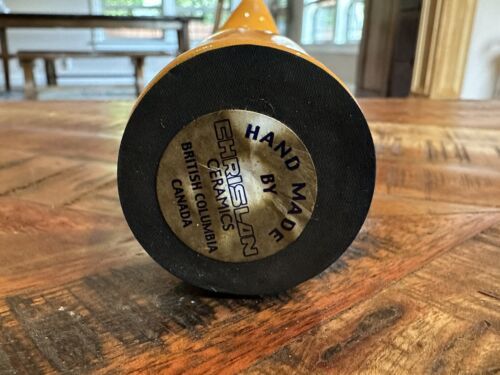 HAND MADE
BY
CHRISLAN
CERAMICS
BRITISH COLUMBIA
CANADA